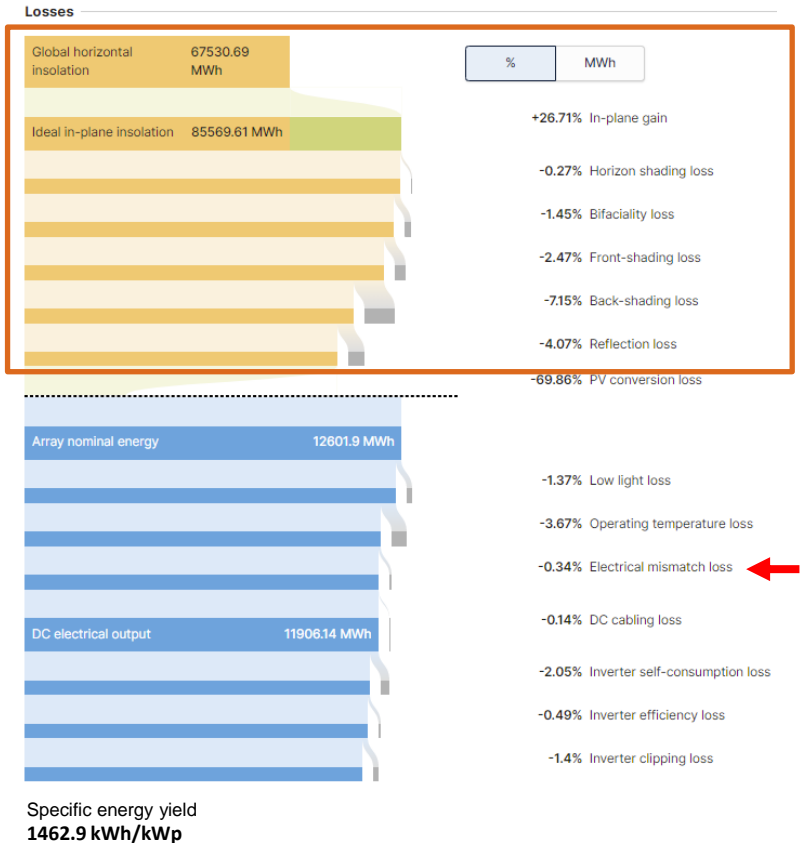 Losses
Global horizontal insolation 67530.69 MWh
% MWh
+26.71% In-plane gain
Ideal in-plane insolation 85569.61 MWh
-0.27% Horizon shading loss
-1.45% Bifaciality loss
-2.47% Front-shading loss
-7.15% Back-shading loss
-4.07% Reflection loss
-69.86% PV conversion loss
Array nominal energy 12601.9 MWh
-1.37% Low light loss
-3.67% Operating temperature loss
-0.34% Electrical mismatch loss
-0.14% DC cabling loss
DC electrical output 11906.14 MWh
-2.05% Inverter self-consumption loss
-0.49% Inverter efficiency loss
-1.4% Inverter clipping loss
Specific energy yield
1462.9 kWh/kWp